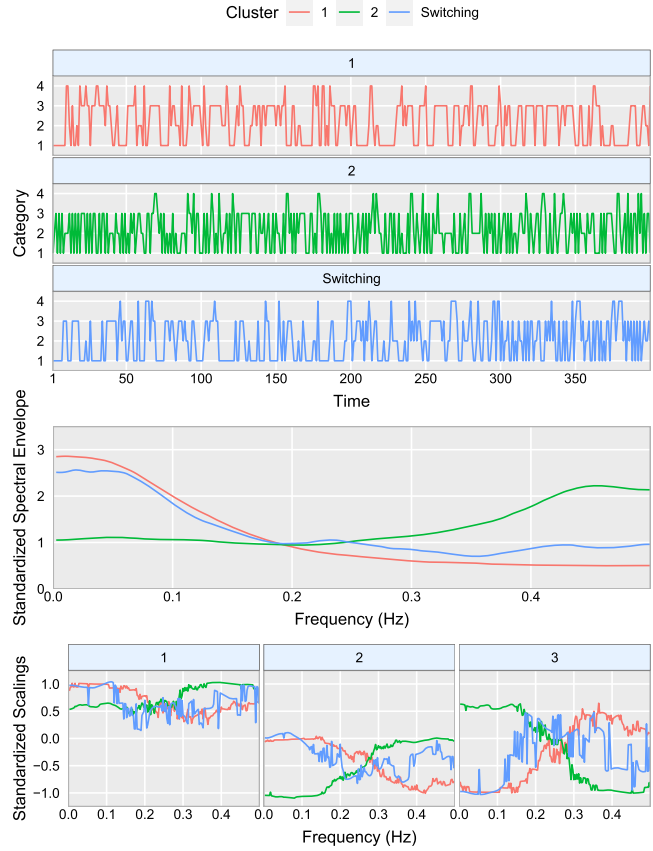 Cluster 1 2 Switching
1
4
3
2
1
2
4
3
2
1
Switching
4
3
2
1
Category
1 50 100 150 200 250 300 350
Time
3
2
1
0
Standardized Spectral Envelope
0.0 0.1 0.2 0.3 0.4
Frequency (Hz)
1 2 3
1.0
0.5
0.0
−0.5
−1.0
Standardized Scalings
0.0 0.1 0.2 0.3 0.4 0.0 0.1 0.2 0.3 0.4 0.0 0.1 0.2 0.3 0.4
Frequency (Hz)